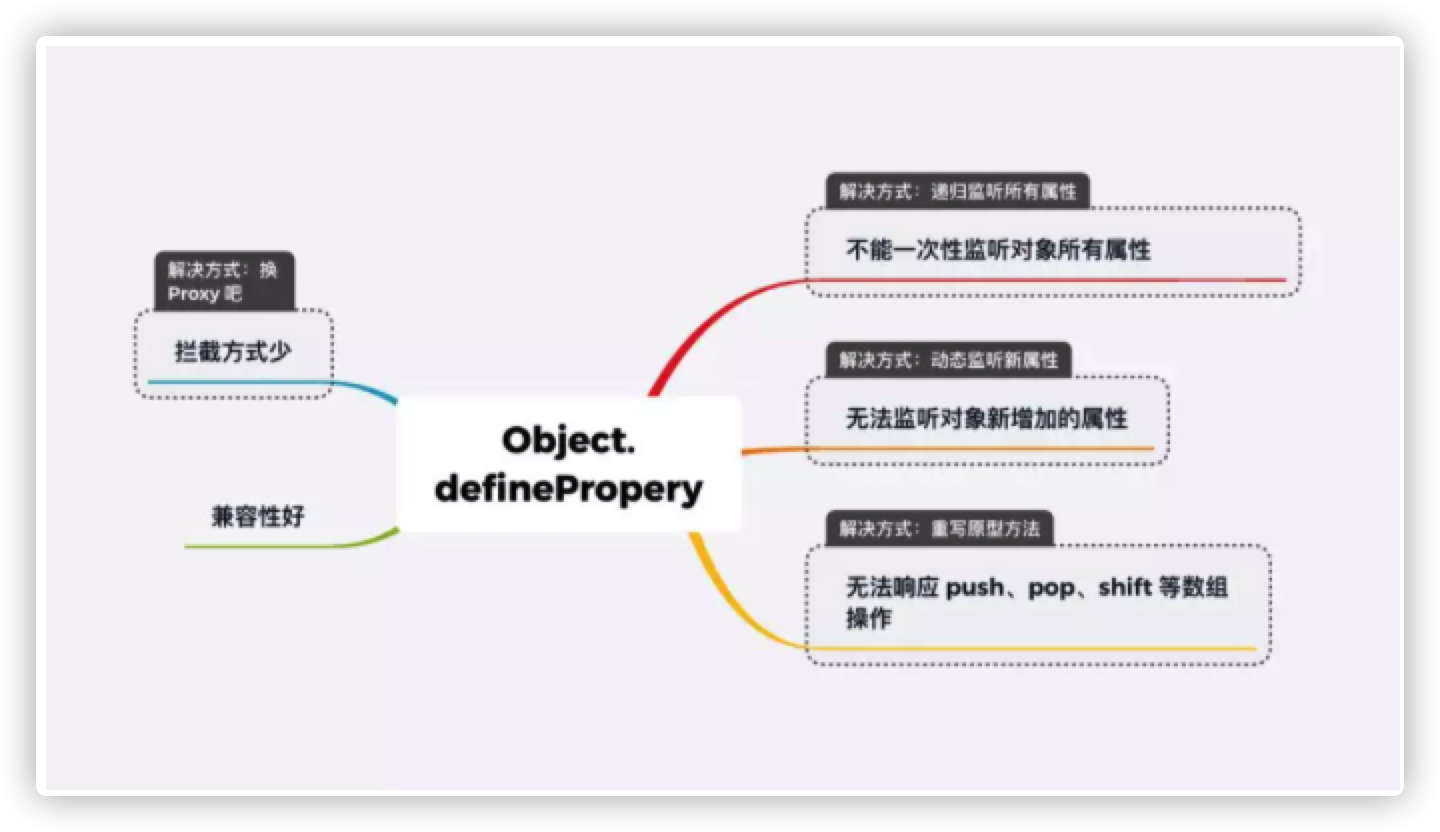 解决方式：递归监听所有属性
不能一次性监听对象所有属性
解决方式：换
Proxy 吧
拦截方式少
解决方式：动态监听新属性
无法监听对象新增加的属性
Object.
definePropery
兼容性好
解决方式：重写原型方法
无法响应 push、pop、shift 等数组
操作